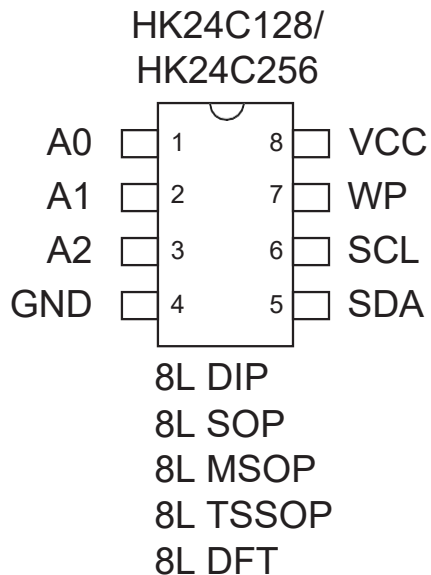 HK24C128/
HK24C256
A0 1 8 VCC
A1 2 7 WP
A2 3 6 SCL
GND 4 5 SDA
8L DIP
8L SOP
8L MSOP
8L TSSOP
8L DFT